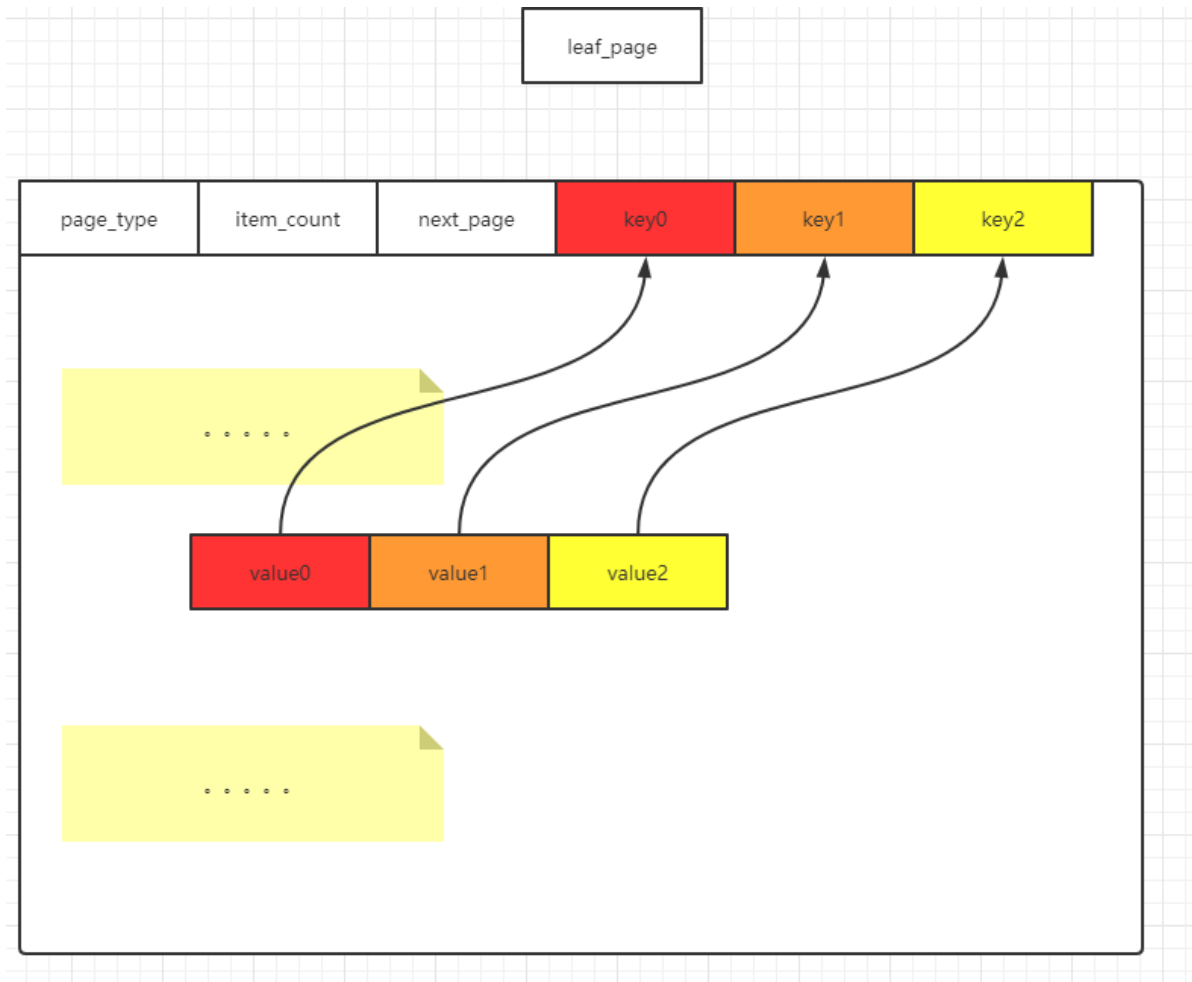 leaf_page
page_type item_count next_page key0 key1 key2
。。。。。
value0 value1 value2
。。。。。